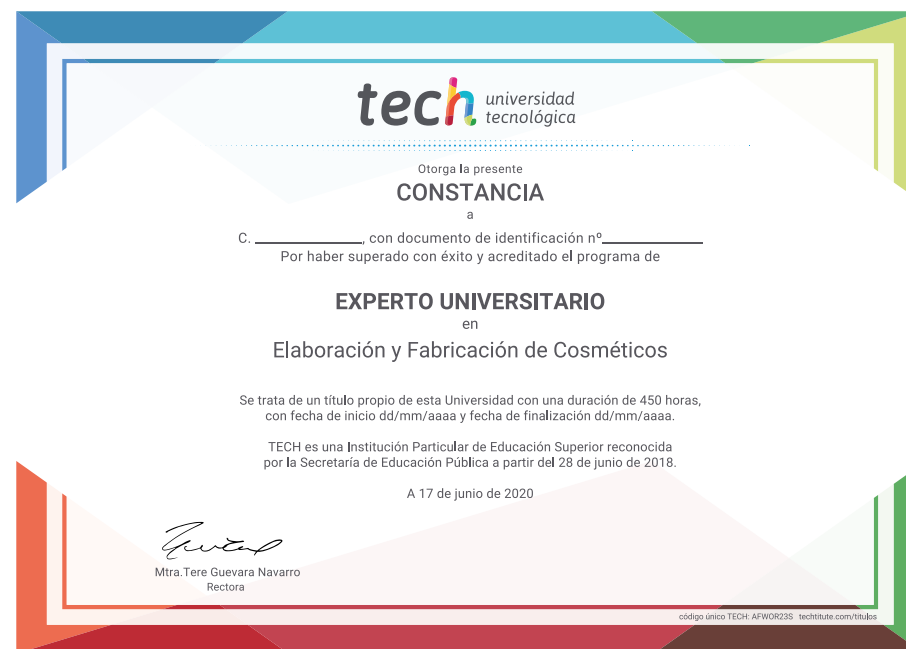 tech universidad
tecnológica
Otorga la presente
CONSTANCIA
a
C. ____________, con documento de identificación nº____________
Por haber superado con éxito y acreditado el programa de
EXPERTO UNIVERSITARIO
en
Elaboración y Fabricación de Cosméticos
Se trata de un título propio de esta Universidad con una duración de 450 horas,
con fecha de inicio dd/mm/aaaa y fecha de finalización dd/mm/aaaa.
TECH es una Institución Particular de Educación Superior reconocida
por la Secretaría de Educación Pública a partir del 28 de junio de 2018.
A 17 de junio de 2020
Mtra.Tere Guevara Navarro
Rectora
código único TECH: AFWOR23S techtitute.com/titulos